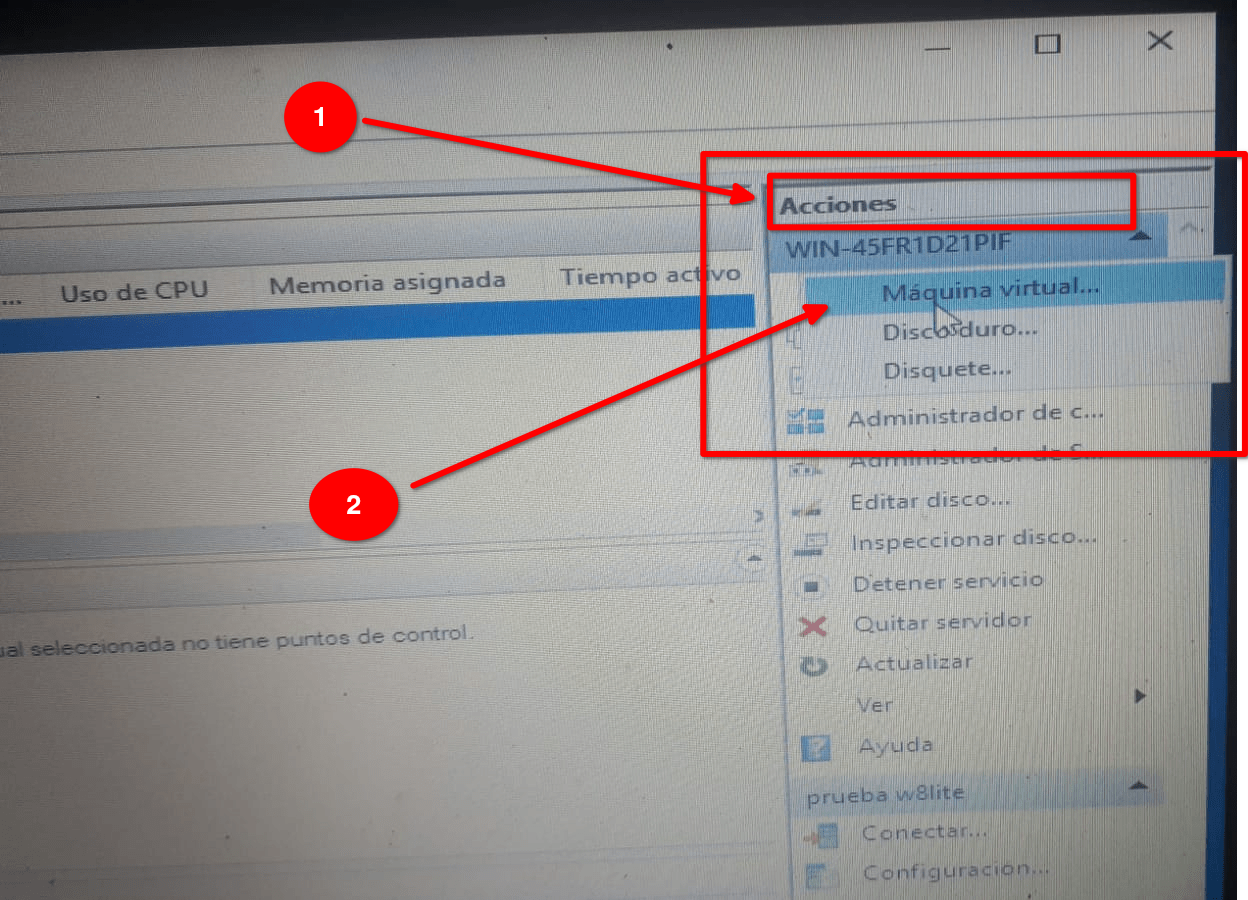 1
Acciones
WIN-45FR1D21PIF
... Uso de CPU Memoria asignada Tiempo activo
Máquina virtual...
Disco duro...
Disquete...
Administrador de c...
Administrador de S...
2
Editar disco...
Inspeccionar disco...
Detener servicio
ual seleccionada no tiene puntos de control.
Quitar servidor
Actualizar
Ver
Ayuda
prueba w8lite
Conectar...
Configuración...